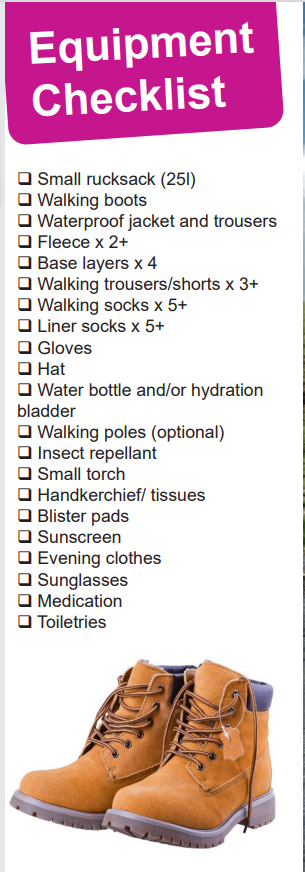 Equipment
Checklist
❑ Small rucksack (25l)
❑ Walking boots
❑ Waterproof jacket and trousers
❑ Fleece x 2+
❑ Base layers x 4
❑ Walking trousers/shorts x 3+
❑ Walking socks x 5+
❑ Liner socks x 5+
❑ Gloves
❑ Hat
❑ Water bottle and/or hydration
bladder
❑ Walking poles (optional)
❑ Insect repellant
❑ Small torch
❑ Handkerchief/ tissues
❑ Blister pads
❑ Sunscreen
❑ Evening clothes
❑ Sunglasses
❑ Medication
❑ Toiletries